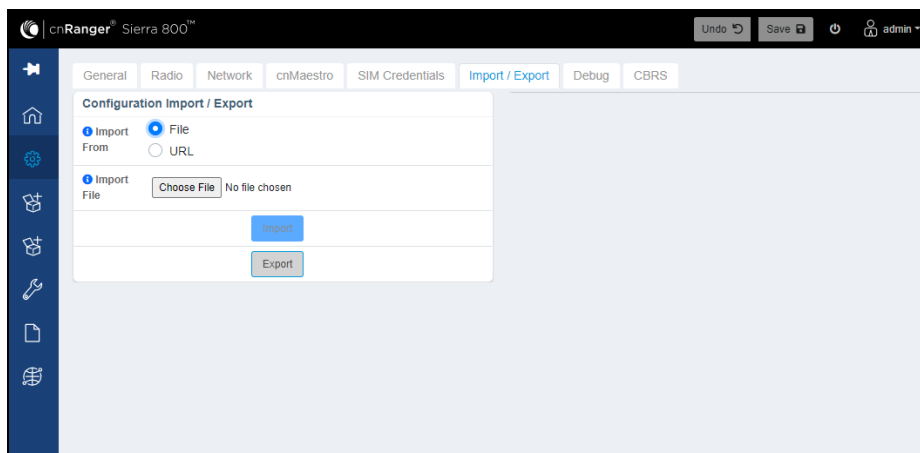 cnRanger® Sierra 800™
Undo
Save
admin
General Radio Network cnMaestro SIM Credentials Import / Export Debug CBRS
Configuration Import / Export
Import From
File
URL
Import File
Choose File No file chosen
Import
Export